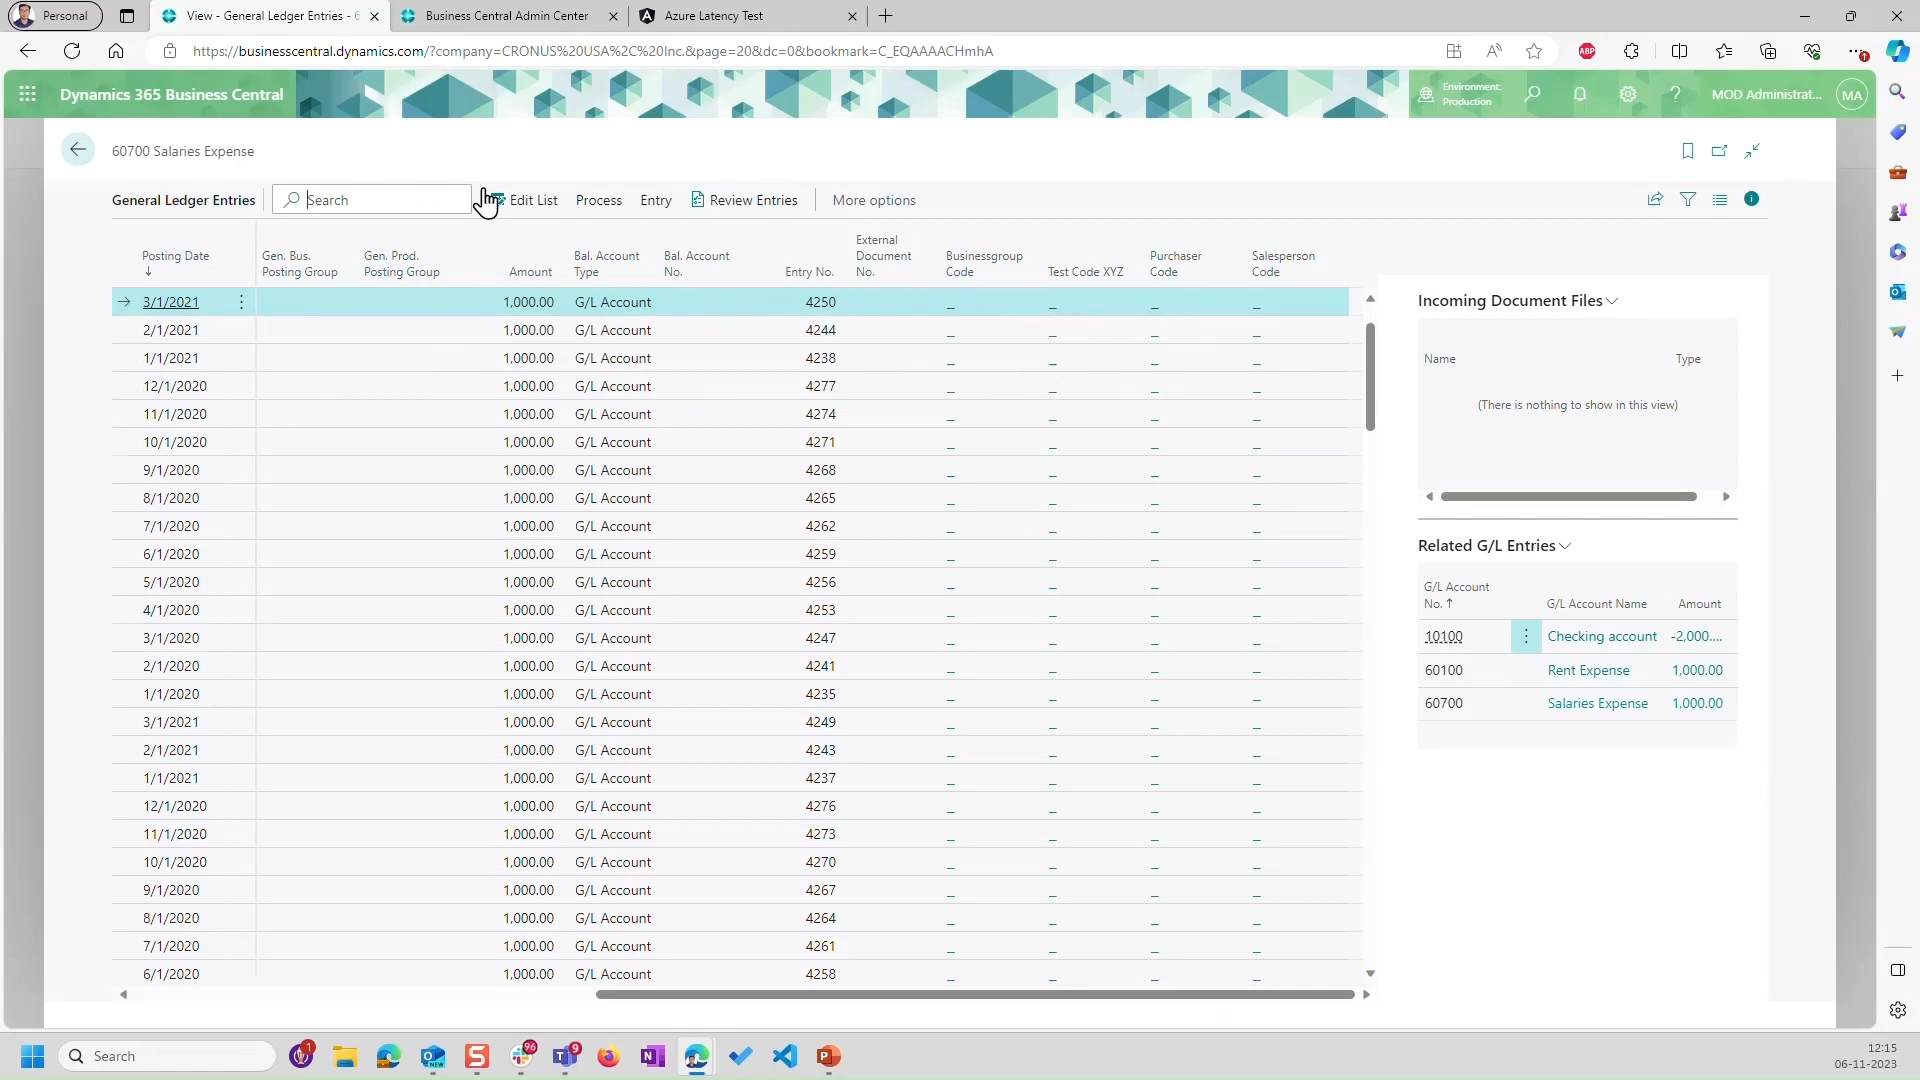 Personal
View - General Ledger Entries - 6
Business Central Admin Center
Azure Latency Test
https://businesscentral.dynamics.com/?company=CRONUS%20USA%2C%20Inc.&page=20&dc=0&bookmark=C_EQAAAACHmhA
ABP
Dynamics 365 Business Central
Environment:
Production
MOD Administrat...
MA
60700 Salaries Expense
General Ledger Entries
Search
Edit List
Process
Entry
Review Entries
More options
Posting Date ↓ Gen. Bus. Posting Group Gen. Prod. Posting Group Amount Bal. Account Type Bal. Account No. Entry No. External Document No. Businessgroup Code Test Code XYZ Purchaser Code Salesperson Code
3/1/2021 1,000.00 G/L Account 4250 _ _ _ _
2/1/2021 1,000.00 G/L Account 4244 _ _ _ _
1/1/2021 1,000.00 G/L Account 4238 _ _ _ _
12/1/2020 1,000.00 G/L Account 4277 _ _ _ _
11/1/2020 1,000.00 G/L Account 4274 _ _ _ _
10/1/2020 1,000.00 G/L Account 4271 _ _ _ _
9/1/2020 1,000.00 G/L Account 4268 _ _ _ _
8/1/2020 1,000.00 G/L Account 4265 _ _ _ _
7/1/2020 1,000.00 G/L Account 4262 _ _ _ _
6/1/2020 1,000.00 G/L Account 4259 _ _ _ _
5/1/2020 1,000.00 G/L Account 4256 _ _ _ _
4/1/2020 1,000.00 G/L Account 4253 _ _ _ _
3/1/2020 1,000.00 G/L Account 4247 _ _ _ _
2/1/2020 1,000.00 G/L Account 4241 _ _ _ _
1/1/2020 1,000.00 G/L Account 4235 _ _ _ _
3/1/2021 1,000.00 G/L Account 4249 _ _ _ _
2/1/2021 1,000.00 G/L Account 4243 _ _ _ _
1/1/2021 1,000.00 G/L Account 4237 _ _ _ _
12/1/2020 1,000.00 G/L Account 4276 _ _ _ _
11/1/2020 1,000.00 G/L Account 4273 _ _ _ _
10/1/2020 1,000.00 G/L Account 4270 _ _ _ _
9/1/2020 1,000.00 G/L Account 4267 _ _ _ _
8/1/2020 1,000.00 G/L Account 4264 _ _ _ _
7/1/2020 1,000.00 G/L Account 4261 _ _ _ _
6/1/2020 1,000.00 G/L Account 4258 _ _ _ _
Incoming Document Files
Name Type
(There is nothing to show in this view)
Related G/L Entries
G/L Account No. ↑ G/L Account Name Amount
10100 Checking account -2,000....
60100 Rent Expense 1,000.00
60700 Salaries Expense 1,000.00
Search
1
96
9
12:15
06-11-2023